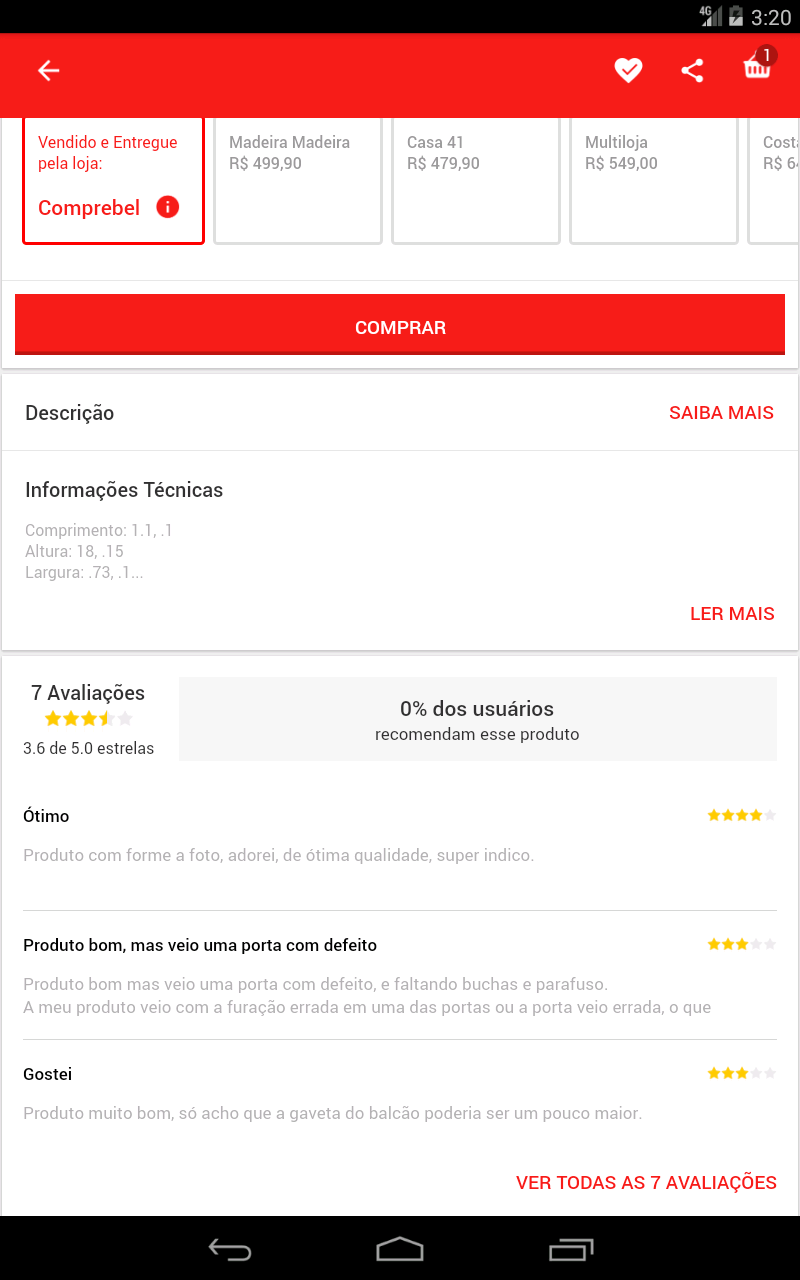 4G 3:20
1
Vendido e Entregue
pela loja:
Comprebel
Madeira Madeira
R$ 499,90
Casa 41
R$ 479,90
Multiloja
R$ 549,00
COMPRAR
Descrição
SAIBA MAIS
Informações Técnicas
Comprimento: 1.1, .1
Altura: 18, .15
Largura: .73, .1...
LER MAIS
7 Avaliações
3.6 de 5.0 estrelas
0% dos usuários
recomendam esse produto
Ótimo
Produto com forme a foto, adorei, de ótima qualidade, super indico.
Produto bom, mas veio uma porta com defeito
Produto bom mas veio uma porta com defeito, e faltando buchas e parafuso.
A meu produto veio com a furação errada em uma das portas ou a porta veio errada, o que
Gostei
Produto muito bom, só acho que a gaveta do balcão poderia ser um pouco maior.
VER TODAS AS 7 AVALIAÇÕES